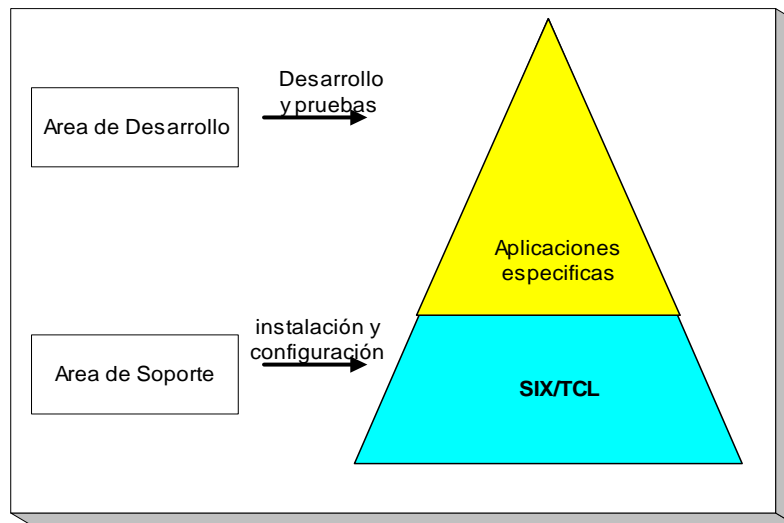 Desarrollo
y pruebas
Area de Desarrollo
Aplicaciones
especificas
instalación y
configuración
Area de Soporte
SIX/TCL